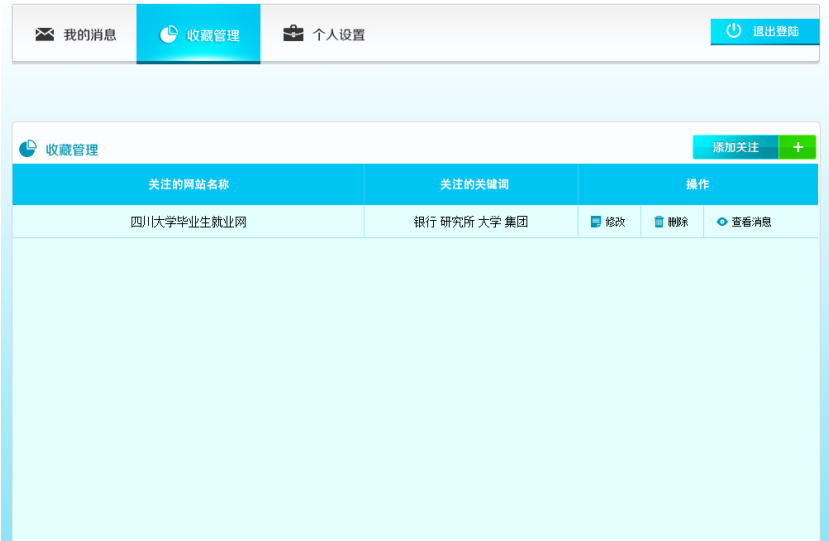 我的消息 收藏管理 个人设置 退出登陆
收藏管理 添加关注 +
关注的网站名称 关注的关键词 操作
四川大学毕业生就业网 银行 研究所 大学 集团 修改 删除 查看消息